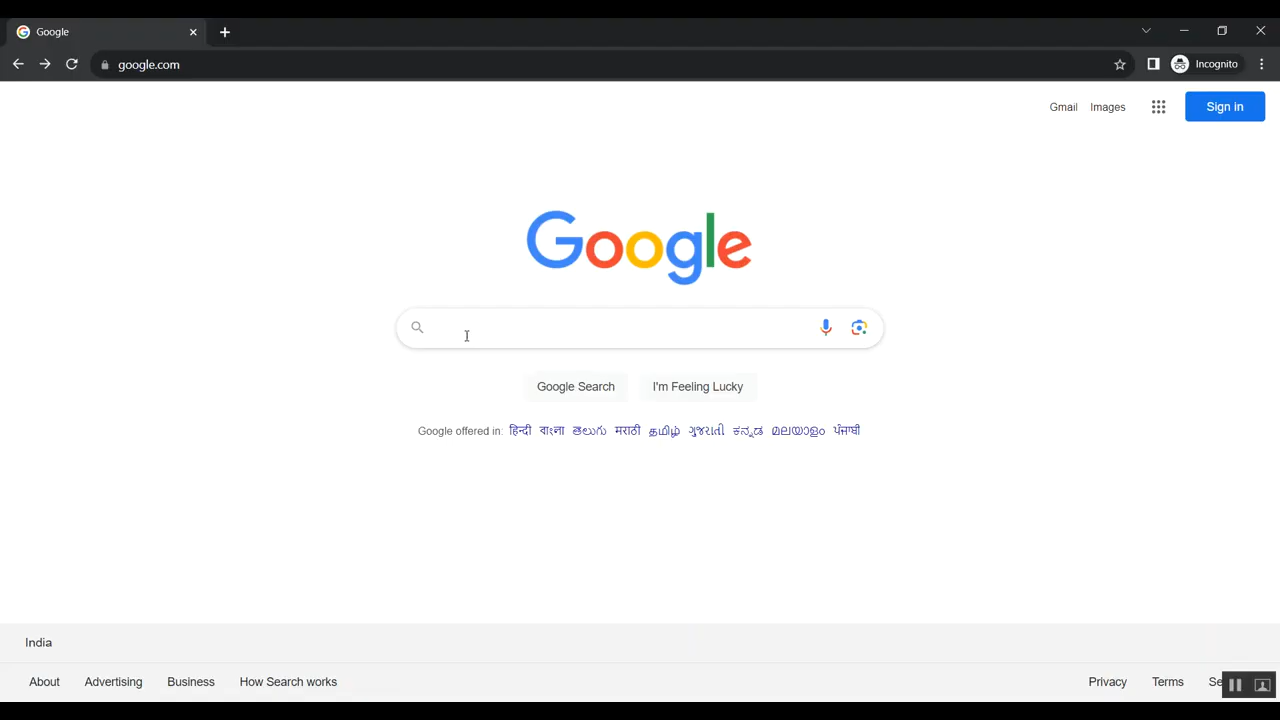 Google
google.com
Incognito
Gmail Images Sign in
Google
Google Search I'm Feeling Lucky
Google offered in: हिन्दी বাংলা తెలుగు मराठी தமிழ் ગુજરાતી ಕನ್ನಡ മലയാളം ਪੰਜਾਬੀ
India
About Advertising Business How Search works Privacy Terms